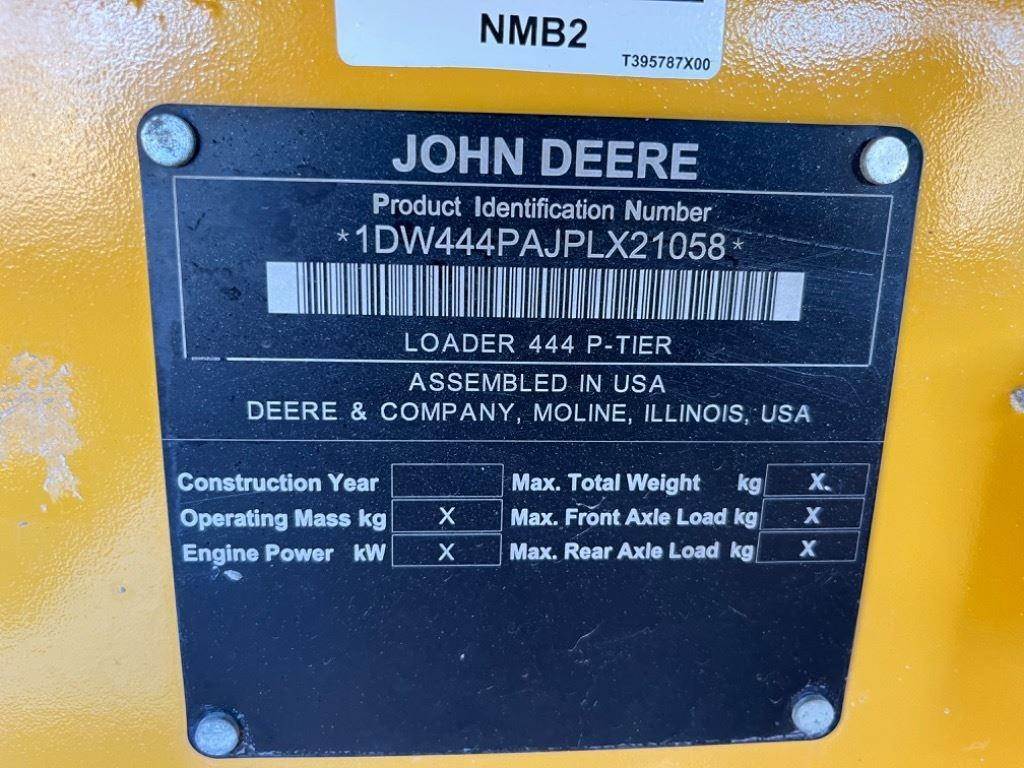 NMB2
T395787X00
JOHN DEERE
Product Identification Number
*1DW444PAJPLX21058*
LOADER 444 P-TIER
ASSEMBLED IN USA
DEERE & COMPANY, MOLINE, ILLINOIS, USA
Construction Year Max. Total Weight kg X
Operating Mass kg X Max. Front Axle Load kg X
Engine Power kW X Max. Rear Axle Load kg X